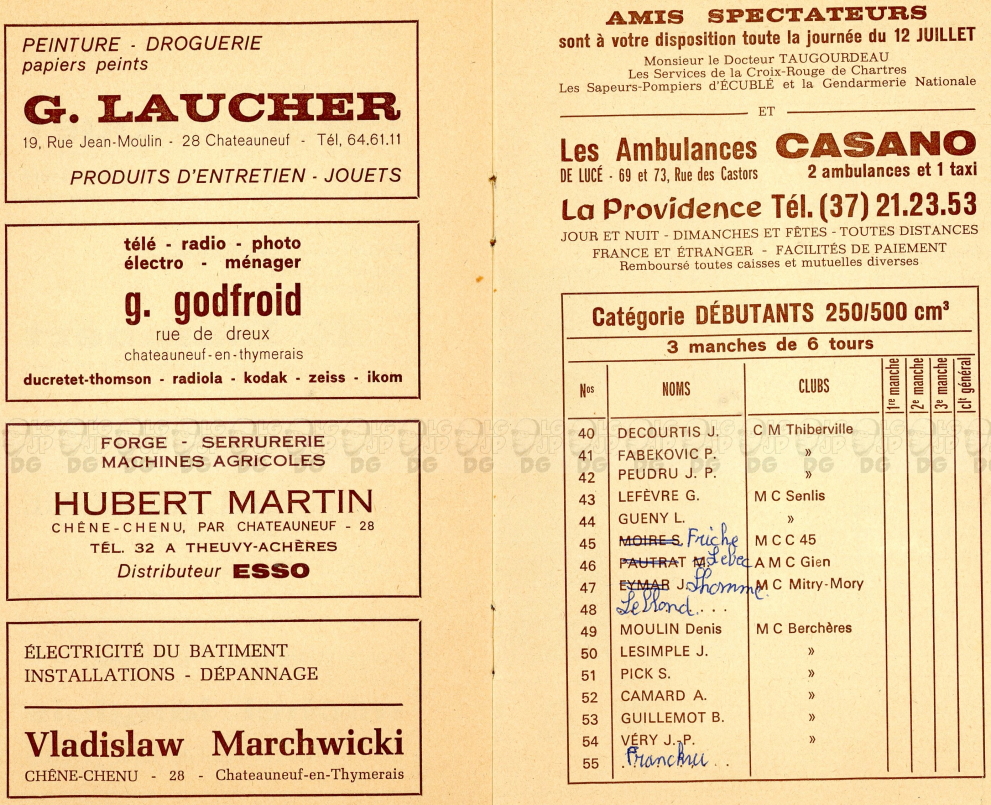 PEINTURE - DROGUERIE
papiers peints
G. LAUCHER
19, Rue Jean-Moulin - 28 Chateauneuf - Tél, 64.61.11
PRODUITS D'ENTRETIEN - JOUETS
télé - radio - photo
électro - ménager
g. godfroid
rue de dreux
chateauneuf-en-thymerais
ducretet-thomson - radiola - kodak - zeiss - ikom
FORGE - SERRURERIE
MACHINES AGRICOLES
HUBERT MARTIN
CHÊNE-CHENU, PAR CHATEAUNEUF - 28
TÉL. 32 A THEUVY-ACHÈRES
Distributeur ESSO
ÉLECTRICITÉ DU BATIMENT
INSTALLATIONS - DÉPANNAGE
Vladislaw Marchwicki
CHÊNE-CHENU - 28 - Chateauneuf-en-Thymerais
AMIS SPECTATEURS
sont à votre disposition toute la journée du 12 JUILLET
Monsieur le Docteur TAUGOURDEAU
Les Services de la Croix-Rouge de Chartres
Les Sapeurs-Pompiers d'ÉCUBLÉ et la Gendarmerie Nationale
ET
Les Ambulances CASANO
DE LUCÉ - 69 et 73, Rue des Castors 2 ambulances et 1 taxi
La Providence Tél. (37) 21.23.53
JOUR ET NUIT - DIMANCHES ET FÊTES - TOUTES DISTANCES
FRANCE ET ÉTRANGER - FACILITÉS DE PAIEMENT
Remboursé toutes caisses et mutuelles diverses
Catégorie DÉBUTANTS 250/500 cm³
3 manches de 6 tours
Nos NOMS CLUBS 1re manche 2e manche 3e manche clt général
40 DECOURTIS J. C M Thiberville
41 FABEKOVIC P. »
42 PEUDRU J. P. »
43 LEFÈVRE G. M C Senlis
44 GUENY L. »
45 MOIRE S. Friche M C C 45
46 PAUTRAT M. Lebec A M C Gien
47 EYMAR J. Lhomme M C Mitry-Mory
48 Leblond . . .
49 MOULIN Denis M C Berchères
50 LESIMPLE J. »
51 PICK S. »
52 CAMARD A. »
53 GUILLEMOT B. »
54 VÉRY J.-P. »
55
LG JP DG